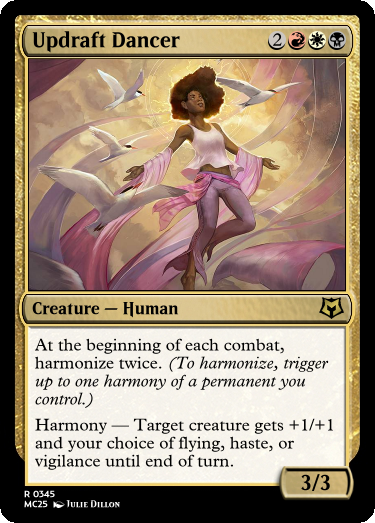 Updraft Dancer 2
Creature — Human
At the beginning of each combat,
harmonize twice. (To harmonize, trigger
up to one harmony of a permanent you
control.)
Harmony — Target creature gets +1/+1
and your choice of flying, haste, or
vigilance until end of turn.
3/3
R 0345
MC25 JULIE DILLON